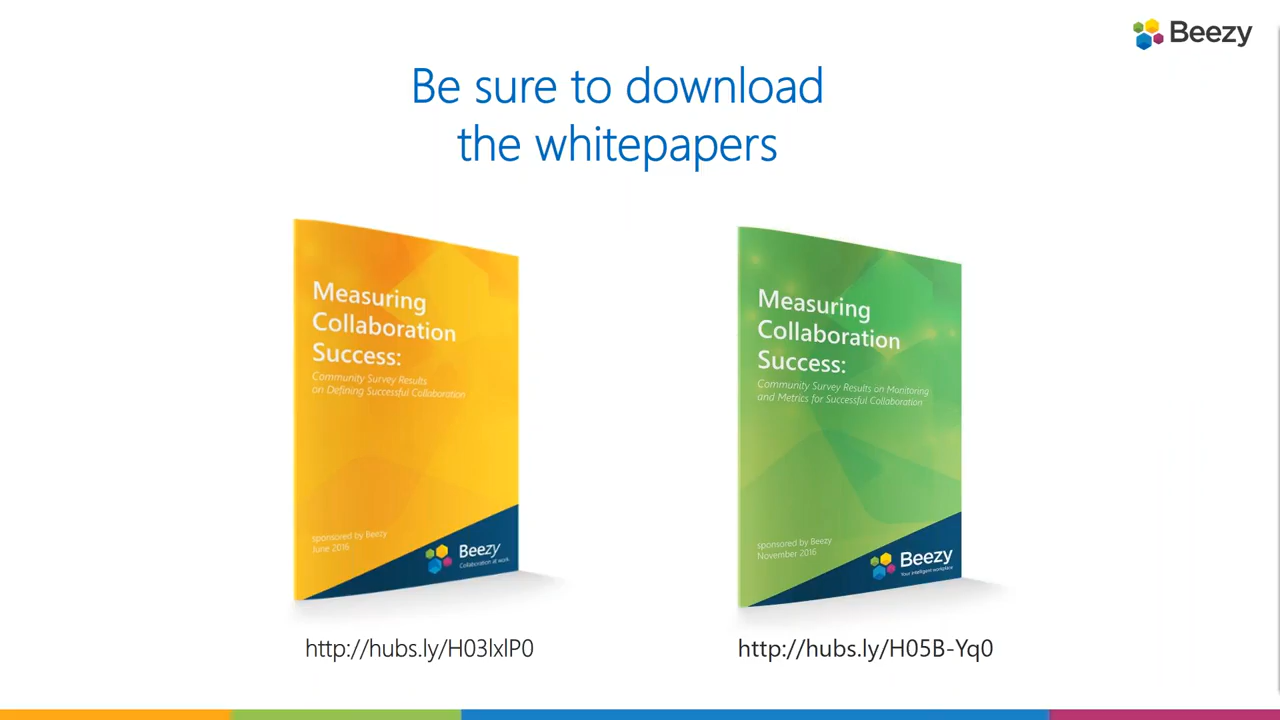 Beezy
Be sure to download
the whitepapers
Measuring
Collaboration
Success:
Community Survey Results
on Defining Successful Collaboration
sponsored by Beezy
June 2016
Beezy
Collaboration at work.
http://hubs.ly/H03lxlP0
Measuring
Collaboration
Success:
Community Survey Results on Monitoring
and Metrics for Successful Collaboration
sponsored by Beezy
November 2016
Beezy
Your intelligent workplace
http://hubs.ly/H05B-Yq0